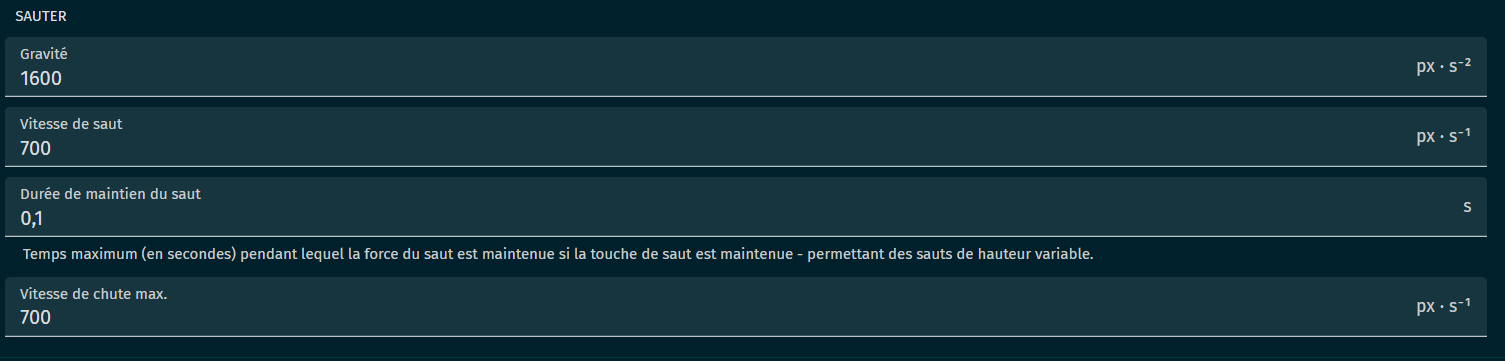 SAUTER
Gravité
1600
px · s⁻²
Vitesse de saut
700
px · s⁻¹
Durée de maintien du saut
0,1
s
Temps maximum (en secondes) pendant lequel la force du saut est maintenue si la touche de saut est maintenue - permettant des sauts de hauteur variable.
Vitesse de chute max.
700
px · s⁻¹